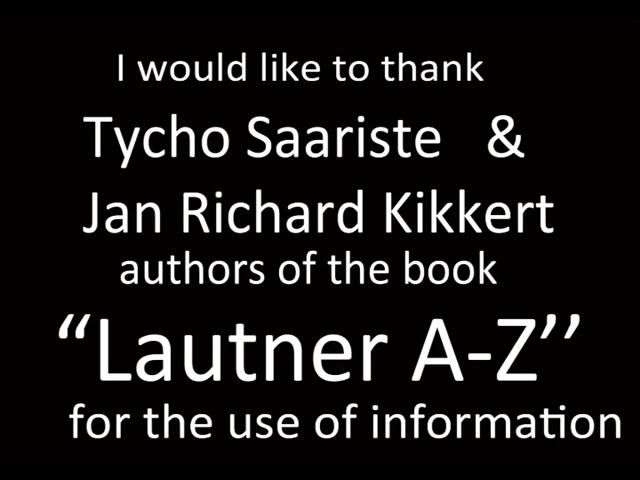 I would like to thank
Tycho Saariste &
Jan Richard Kikkert
authors of the book
“Lautner A-Z’’
for the use of information